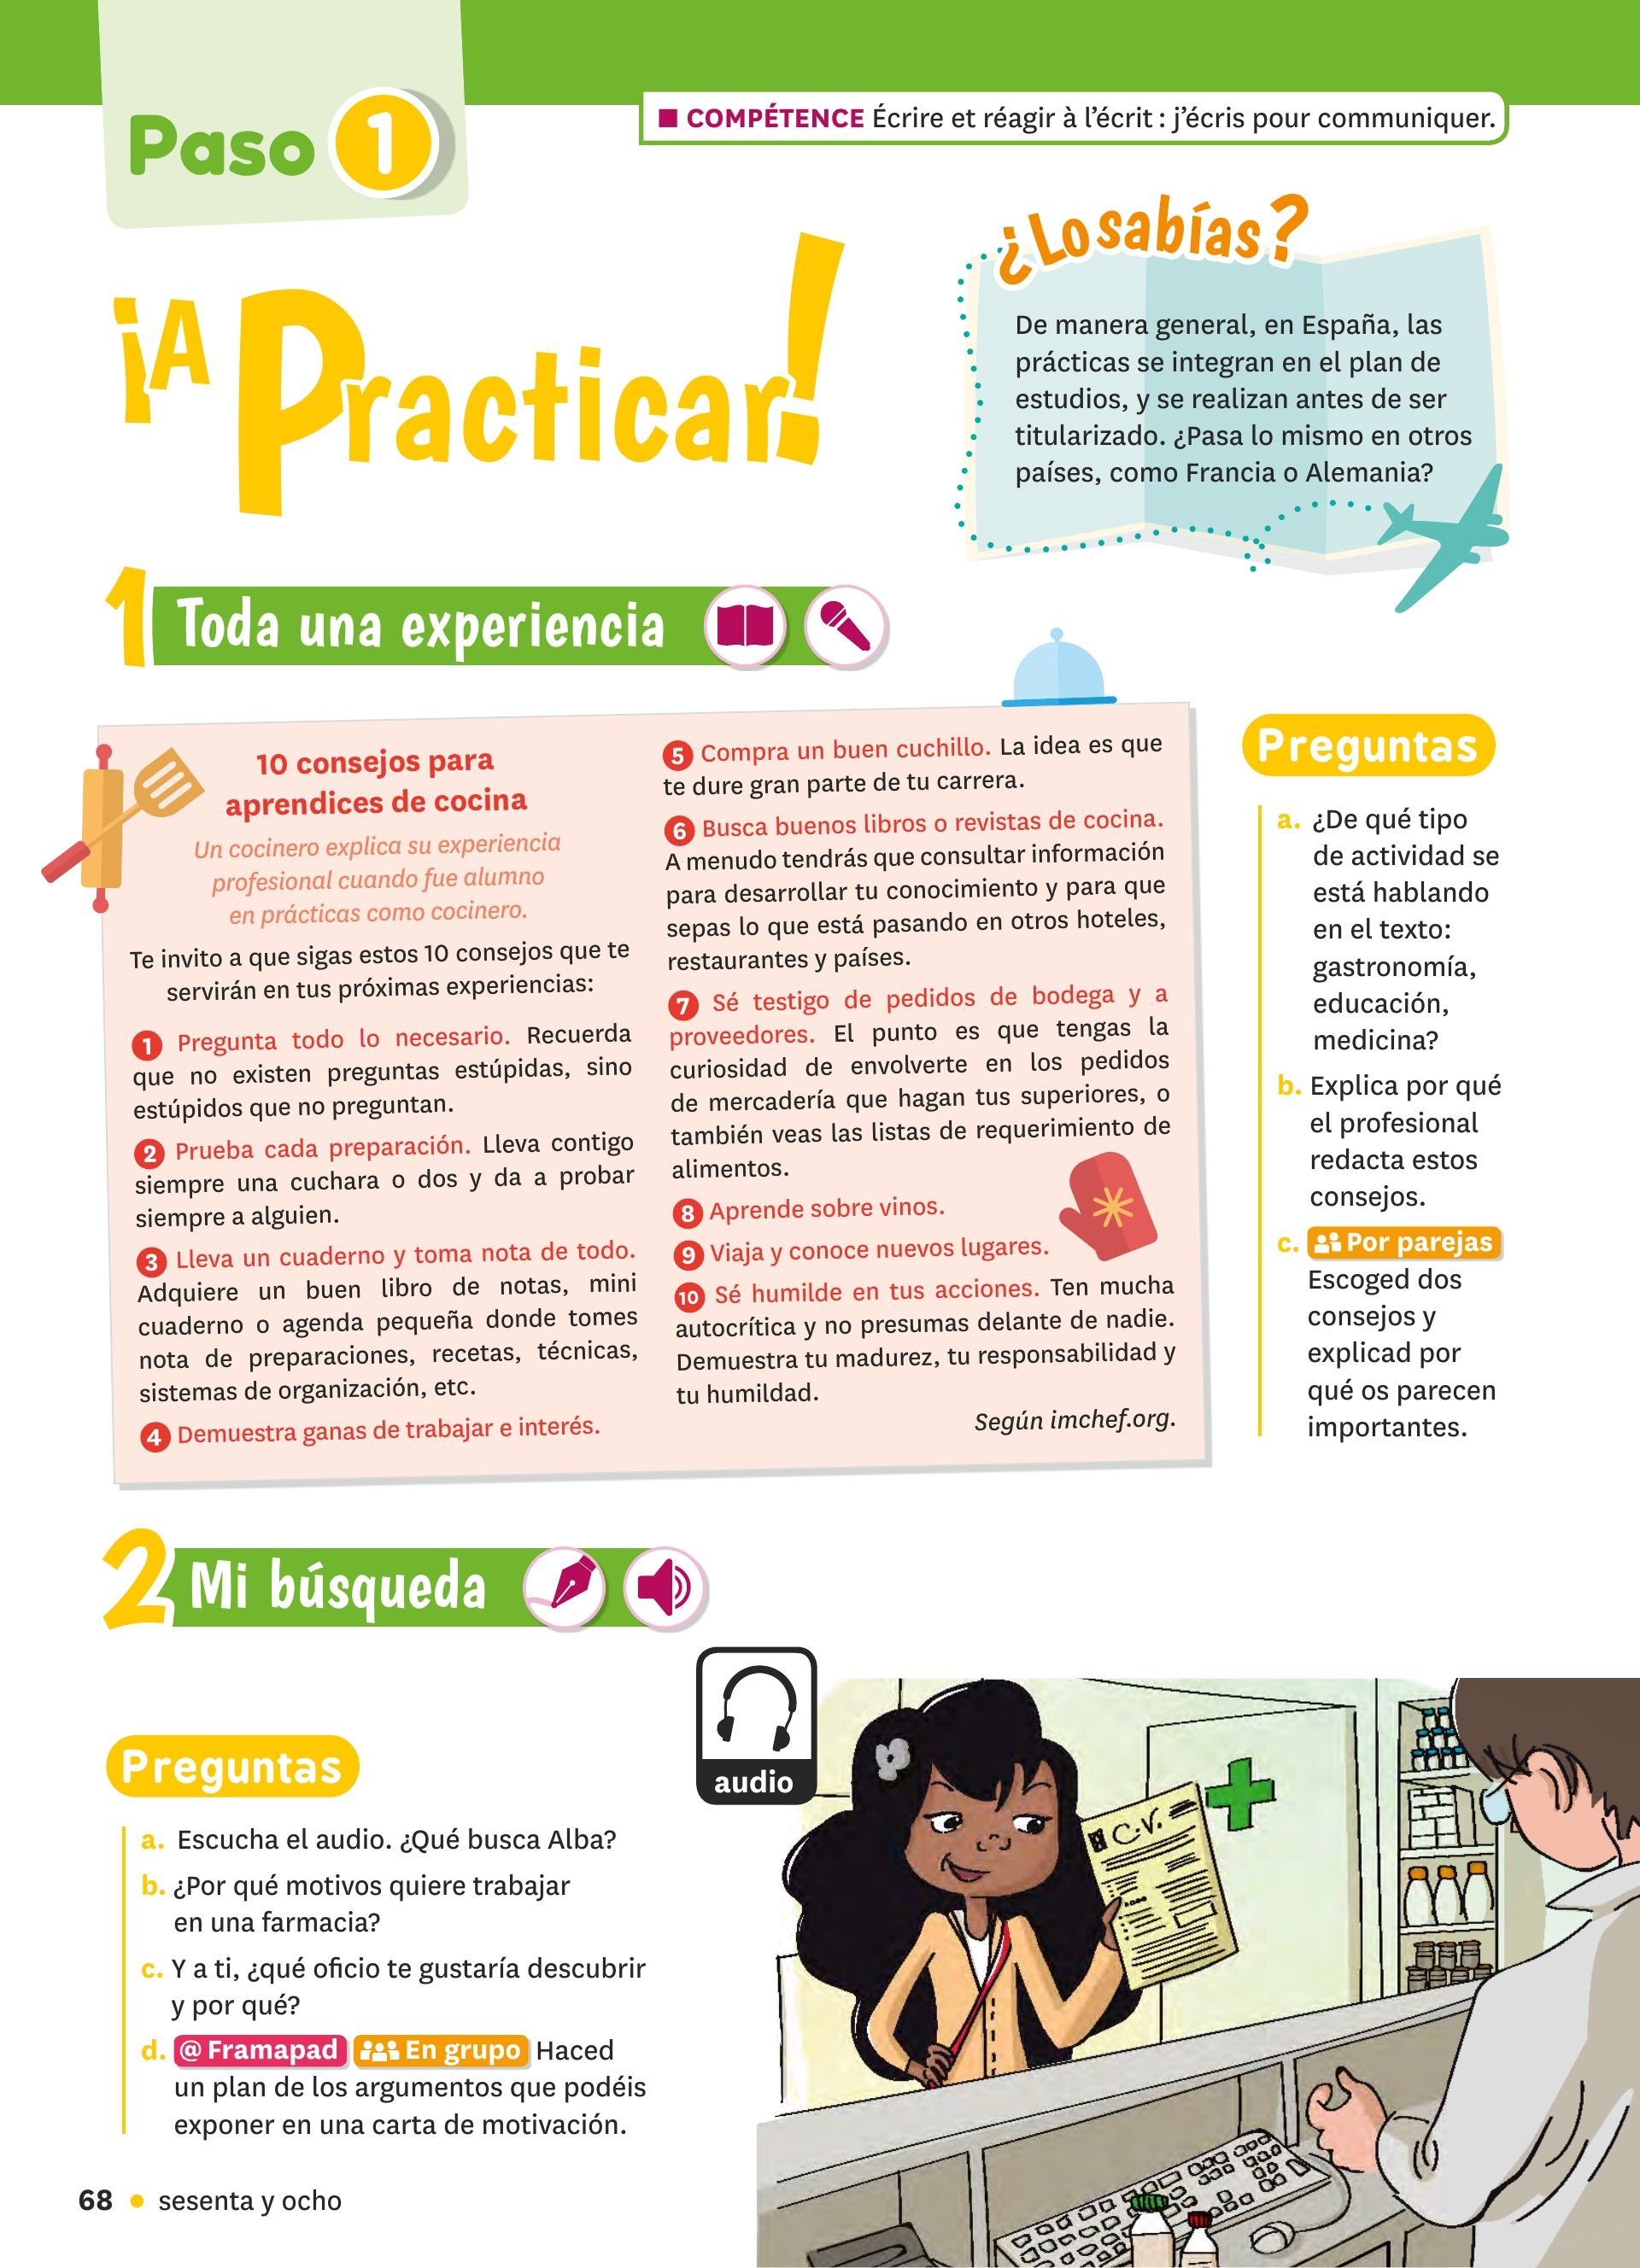 Paso 1
■ COMPÉTENCE Écrire et réagir à l'écrit : j'écris pour communiquer.
¡A Practicar!
¿Lo sabías?
De manera general, en España, las
prácticas se integran en el plan de
estudios, y se realizan antes de ser
titularizado. ¿Pasa lo mismo en otros
países, como Francia o Alemania?
1 Toda una experiencia
10 consejos para
aprendices de cocina
Un cocinero explica su experiencia
profesional cuando fue alumno
en prácticas como cocinero.
Te invito a que sigas estos 10 consejos que te
servirán en tus próximas experiencias:
1 Pregunta todo lo necesario. Recuerda
que no existen preguntas estúpidas, sino
estúpidos que no preguntan.
2 Prueba cada preparación. Lleva contigo
siempre una cuchara o dos y da a probar
siempre a alguien.
3 Lleva un cuaderno y toma nota de todo.
Adquiere un buen libro de notas, mini
cuaderno o agenda pequeña donde tomes
nota de preparaciones, recetas, técnicas,
sistemas de organización, etc.
4 Demuestra ganas de trabajar e interés.
5 Compra un buen cuchillo. La idea es que
te dure gran parte de tu carrera.
6 Busca buenos libros o revistas de cocina.
A menudo tendrás que consultar información
para desarrollar tu conocimiento y para que
sepas lo que está pasando en otros hoteles,
restaurantes y países.
7 Sé testigo de pedidos de bodega y a
proveedores. El punto es que tengas la
curiosidad de envolverte en los pedidos
de mercadería que hagan tus superiores, o
también veas las listas de requerimiento de
alimentos.
8 Aprende sobre vinos.
9 Viaja y conoce nuevos lugares.
10 Sé humilde en tus acciones. Ten mucha
autocrítica y no presumas delante de nadie.
Demuestra tu madurez, tu responsabilidad y
tu humildad.
Según imchef.org.
Preguntas
a. ¿De qué tipo
de actividad se
está hablando
en el texto:
gastronomía,
educación,
medicina?
b. Explica por qué
el profesional
redacta estos
consejos.
c. Por parejas
Escoged dos
consejos y
explicad por
qué os parecen
importantes.
2 Mi búsqueda
audio
Preguntas
a. Escucha el audio. ¿Qué busca Alba?
b. ¿Por qué motivos quiere trabajar
en una farmacia?
c. Y a ti, ¿qué oficio te gustaría descubrir
y por qué?
d. @ Framapad En grupo Haced
un plan de los argumentos que podéis
exponer en una carta de motivación.
C.V.
68 • sesenta y ocho